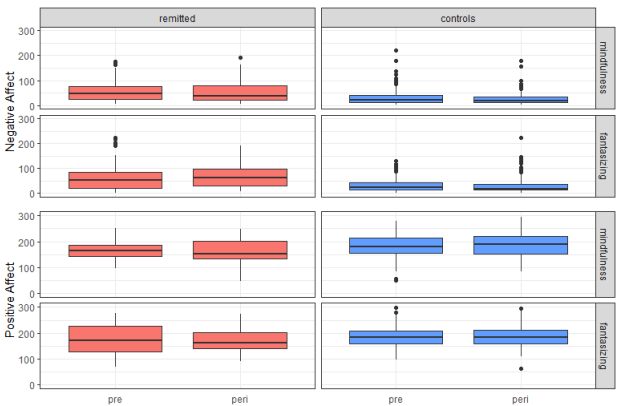 remitted controls
Negative Affect
300
200
100
0
mindfulness
300
200
100
0
fantasizing
Positive Affect
300
200
100
0
mindfulness
300
200
100
0
fantasizing
pre peri pre peri